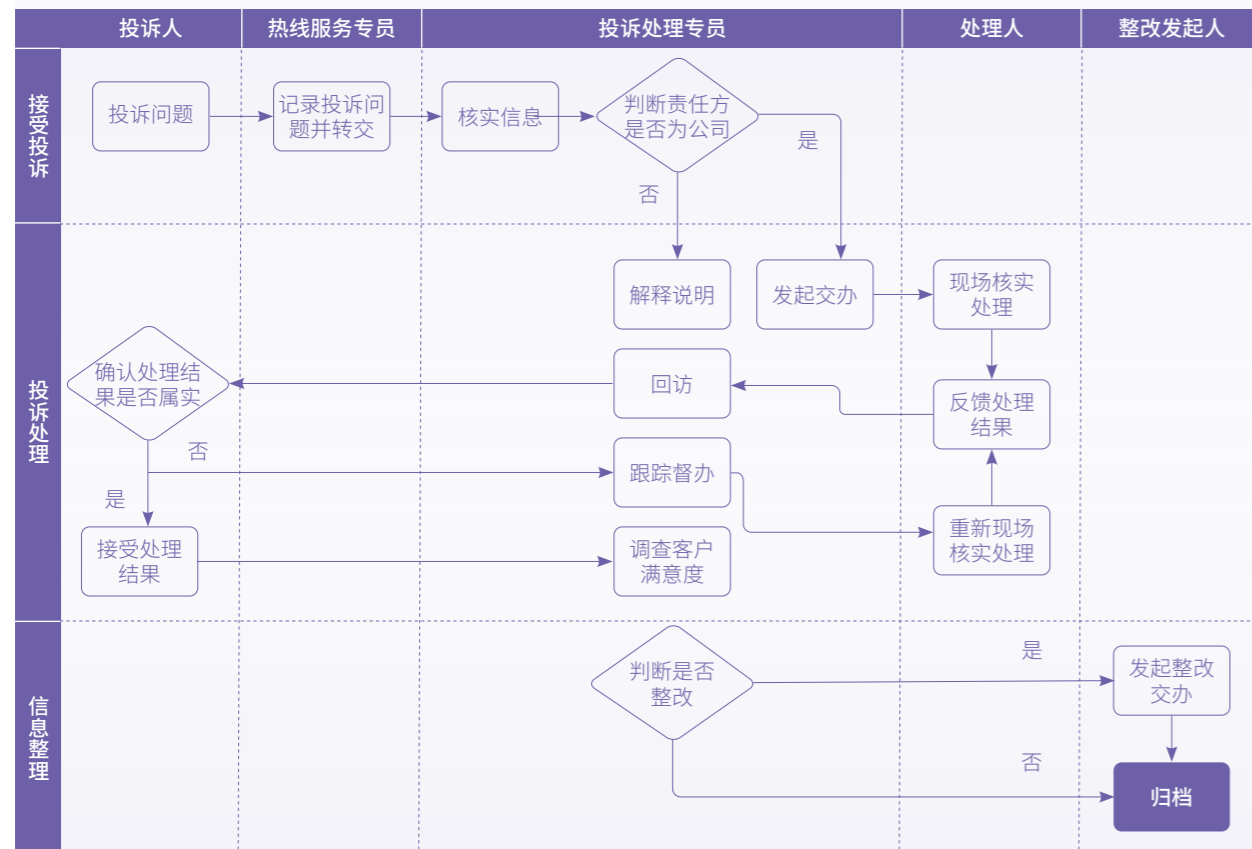 投诉人
热线服务专员
投诉处理专员
处理人
整改发起人
接受投诉
投诉问题
记录投诉问
题并转交
核实信息
判断责任方
是否为公司
是
否
投诉处理
解释说明
发起交办
现场核实
处理
确认处理结
果是否属实
回访
反馈处理
结果
否
跟踪督办
是
接受处理
结果
调查客户
满意度
重新现场
核实处理
信息整理
判断是否
整改
是
发起整改
交办
否
归档